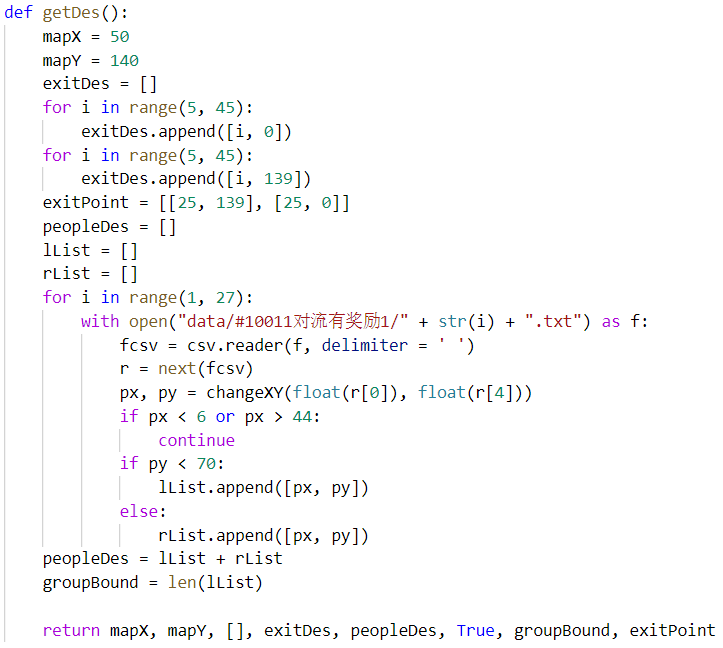 def getDes():
    mapX = 50
    mapY = 140
    exitDes = []
    for i in range(5, 45):
        exitDes.append([i, 0])
    for i in range(5, 45):
        exitDes.append([i, 139])
    exitPoint = [[25, 139], [25, 0]]
    peopleDes = []
    lList = []
    rList = []
    for i in range(1, 27):
        with open("data/#10011对流有奖励1/" + str(i) + ".txt") as f:
            fcsv = csv.reader(f, delimiter = ' ')
            r = next(fcsv)
            px, py = changeXY(float(r[0]), float(r[4]))
            if px < 6 or px > 44:
                continue
            if py < 70:
                lList.append([px, py])
            else:
                rList.append([px, py])
    peopleDes = lList + rList
    groupBound = len(lList)

    return mapX, mapY, [], exitDes, peopleDes, True, groupBound, exitPoint